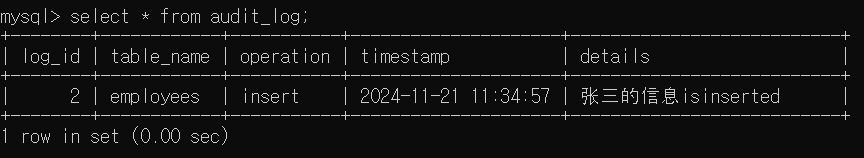 mysql> select * from audit_log;
+--------+------------+-----------+---------------------+--------------------------+
| log_id | table_name | operation | timestamp           | details                  |
+--------+------------+-----------+---------------------+--------------------------+
|      2 | employees  | insert    | 2024-11-21 11:34:57 | 张三的信息isinserted     |
+--------+------------+-----------+---------------------+--------------------------+
1 row in set (0.00 sec)